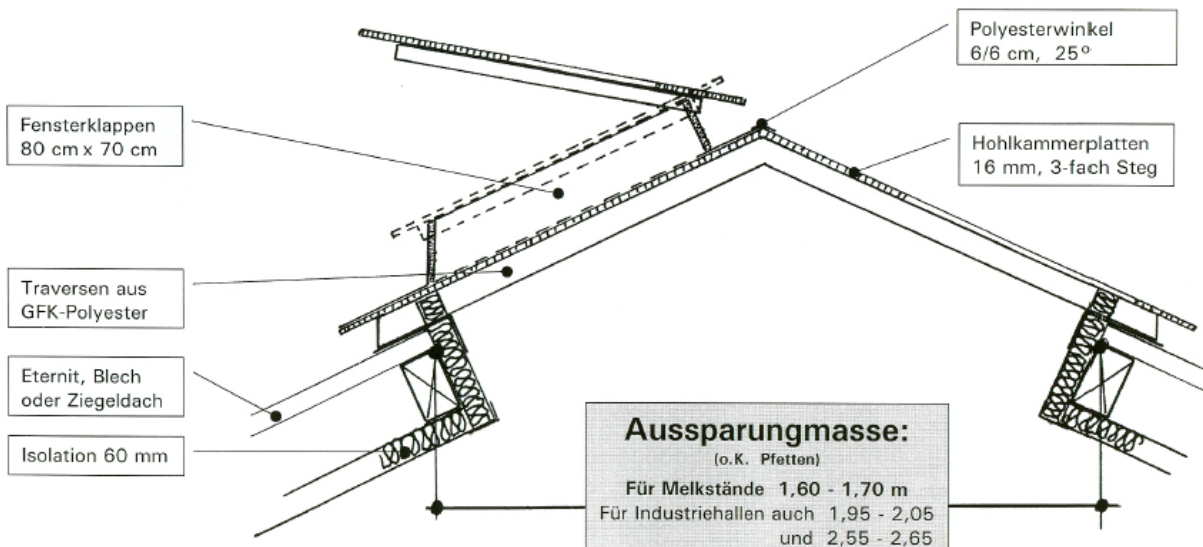 Polyesterwinkel
6/6 cm, 25°
Fensterklappen
80 cm x 70 cm
Hohlkammerplatten
16 mm, 3-fach Steg
Traversen aus
GFK-Polyester
Eternit, Blech
oder Ziegeldach
Isolation 60 mm
Aussparungmasse:
(o.K. Pfetten)
Für Melkstände 1,60 - 1,70 m
Für Industriehallen auch 1,95 - 2,05
und 2,55 - 2,65